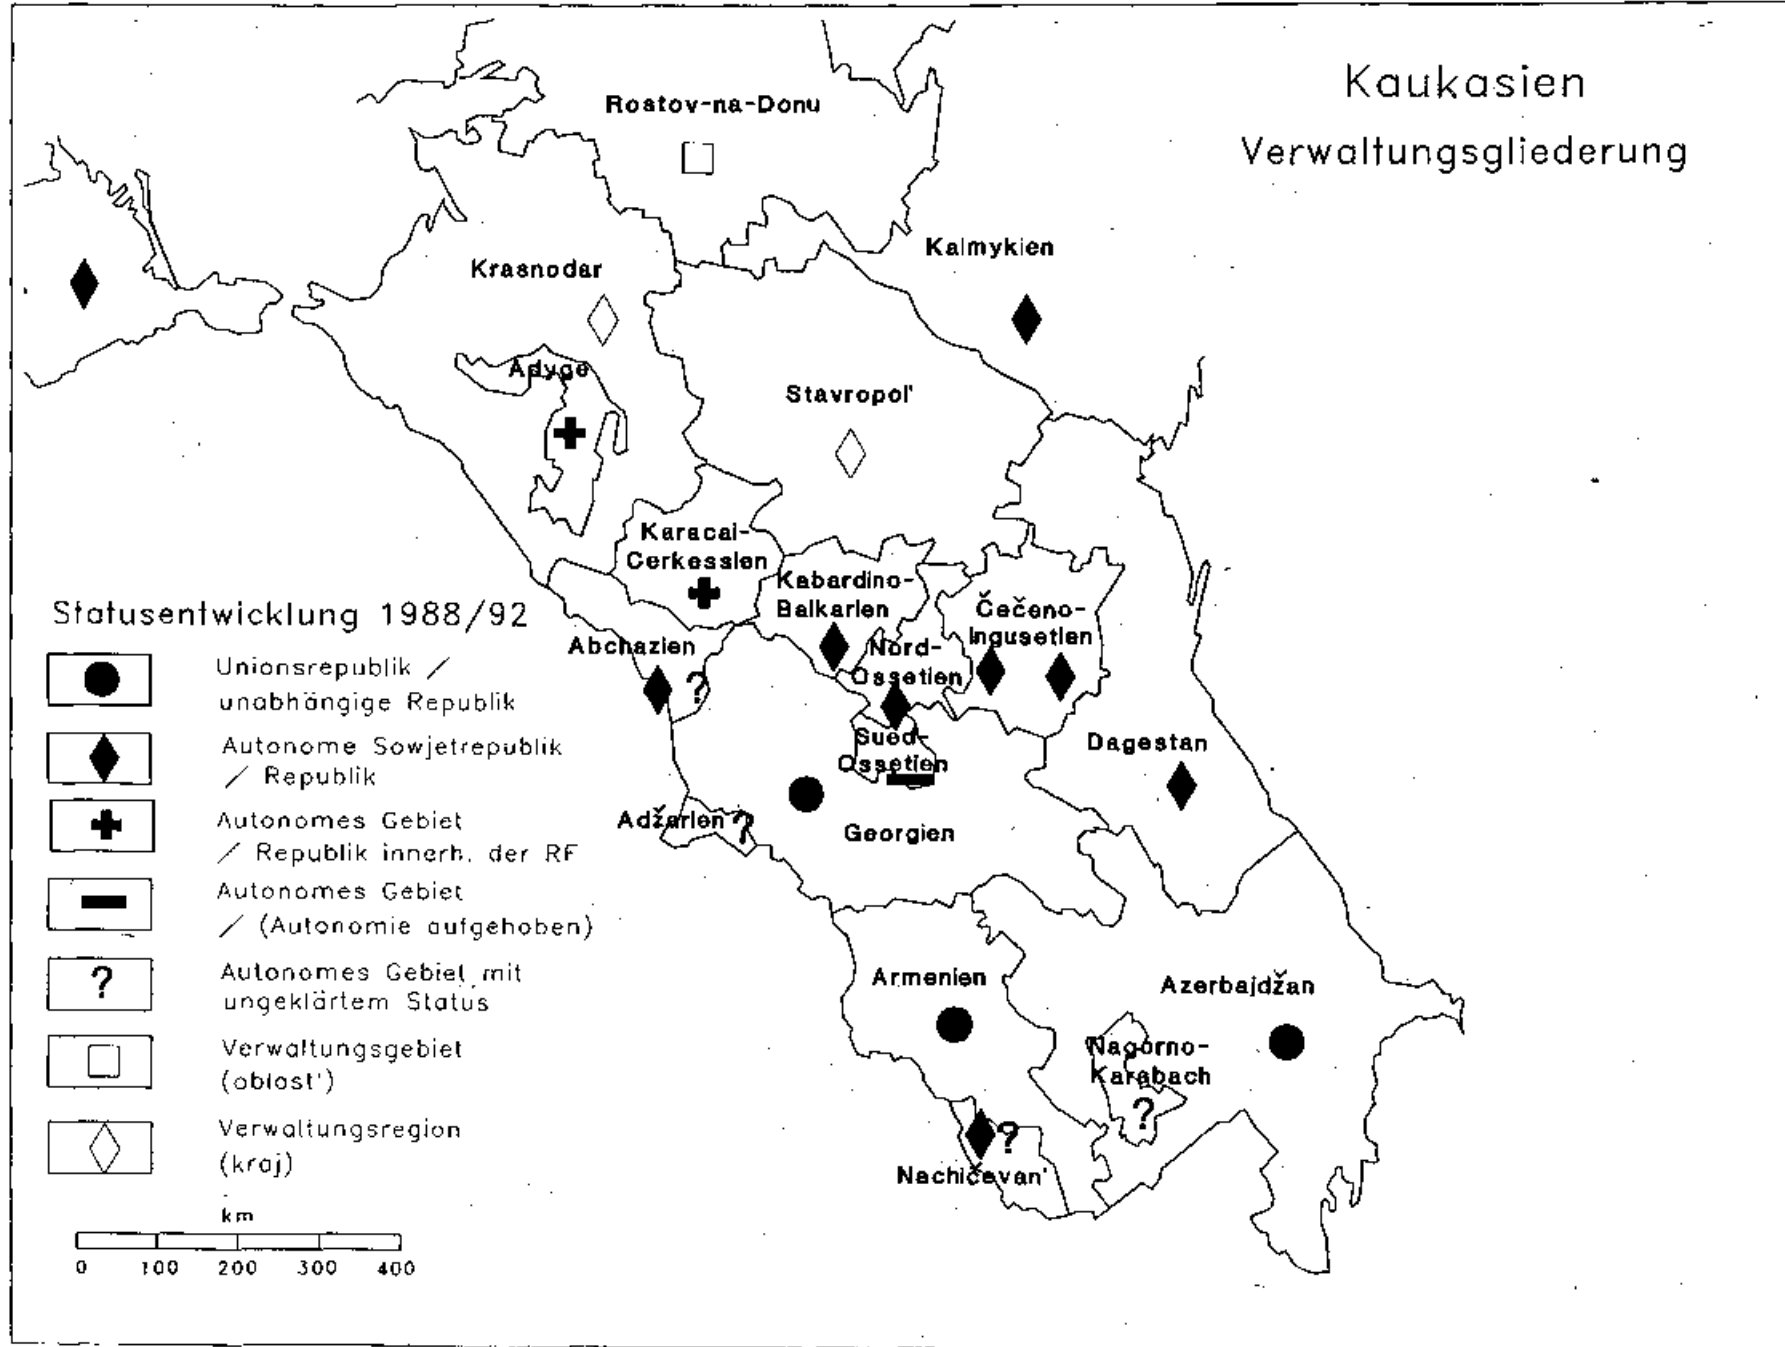 Kaukasien
Verwaltungsgliederung
Rostov-na-Donu
Kalmykien
Krasnodar
Adyge
Stavropol'
Karacai-
Cerkessien
Kabardino-
Balkarien
Čečeno-
Ingusetien
Nord-
Ossetien
Abchazien
?
Sued-
Ossetien
Dagestan
Adžarien ?
Georgien
Armenien
Azerbajdžan
Nagorno-
Karabach
?
?
Nachičevan'
Statusentwicklung 1988/92
Unionsrepublik /
unabhängige Republik
Autonome Sowjetrepublik
/ Republik
Autonomes Gebiet
/ Republik innerh. der RF
Autonomes Gebiet
/ (Autonomie aufgehoben)
?
Autonomes Gebiet mit
ungeklärtem Status
Verwaltungsgebiet
(oblast')
Verwaltungsregion
(kraj)
km
0 100 200 300 400